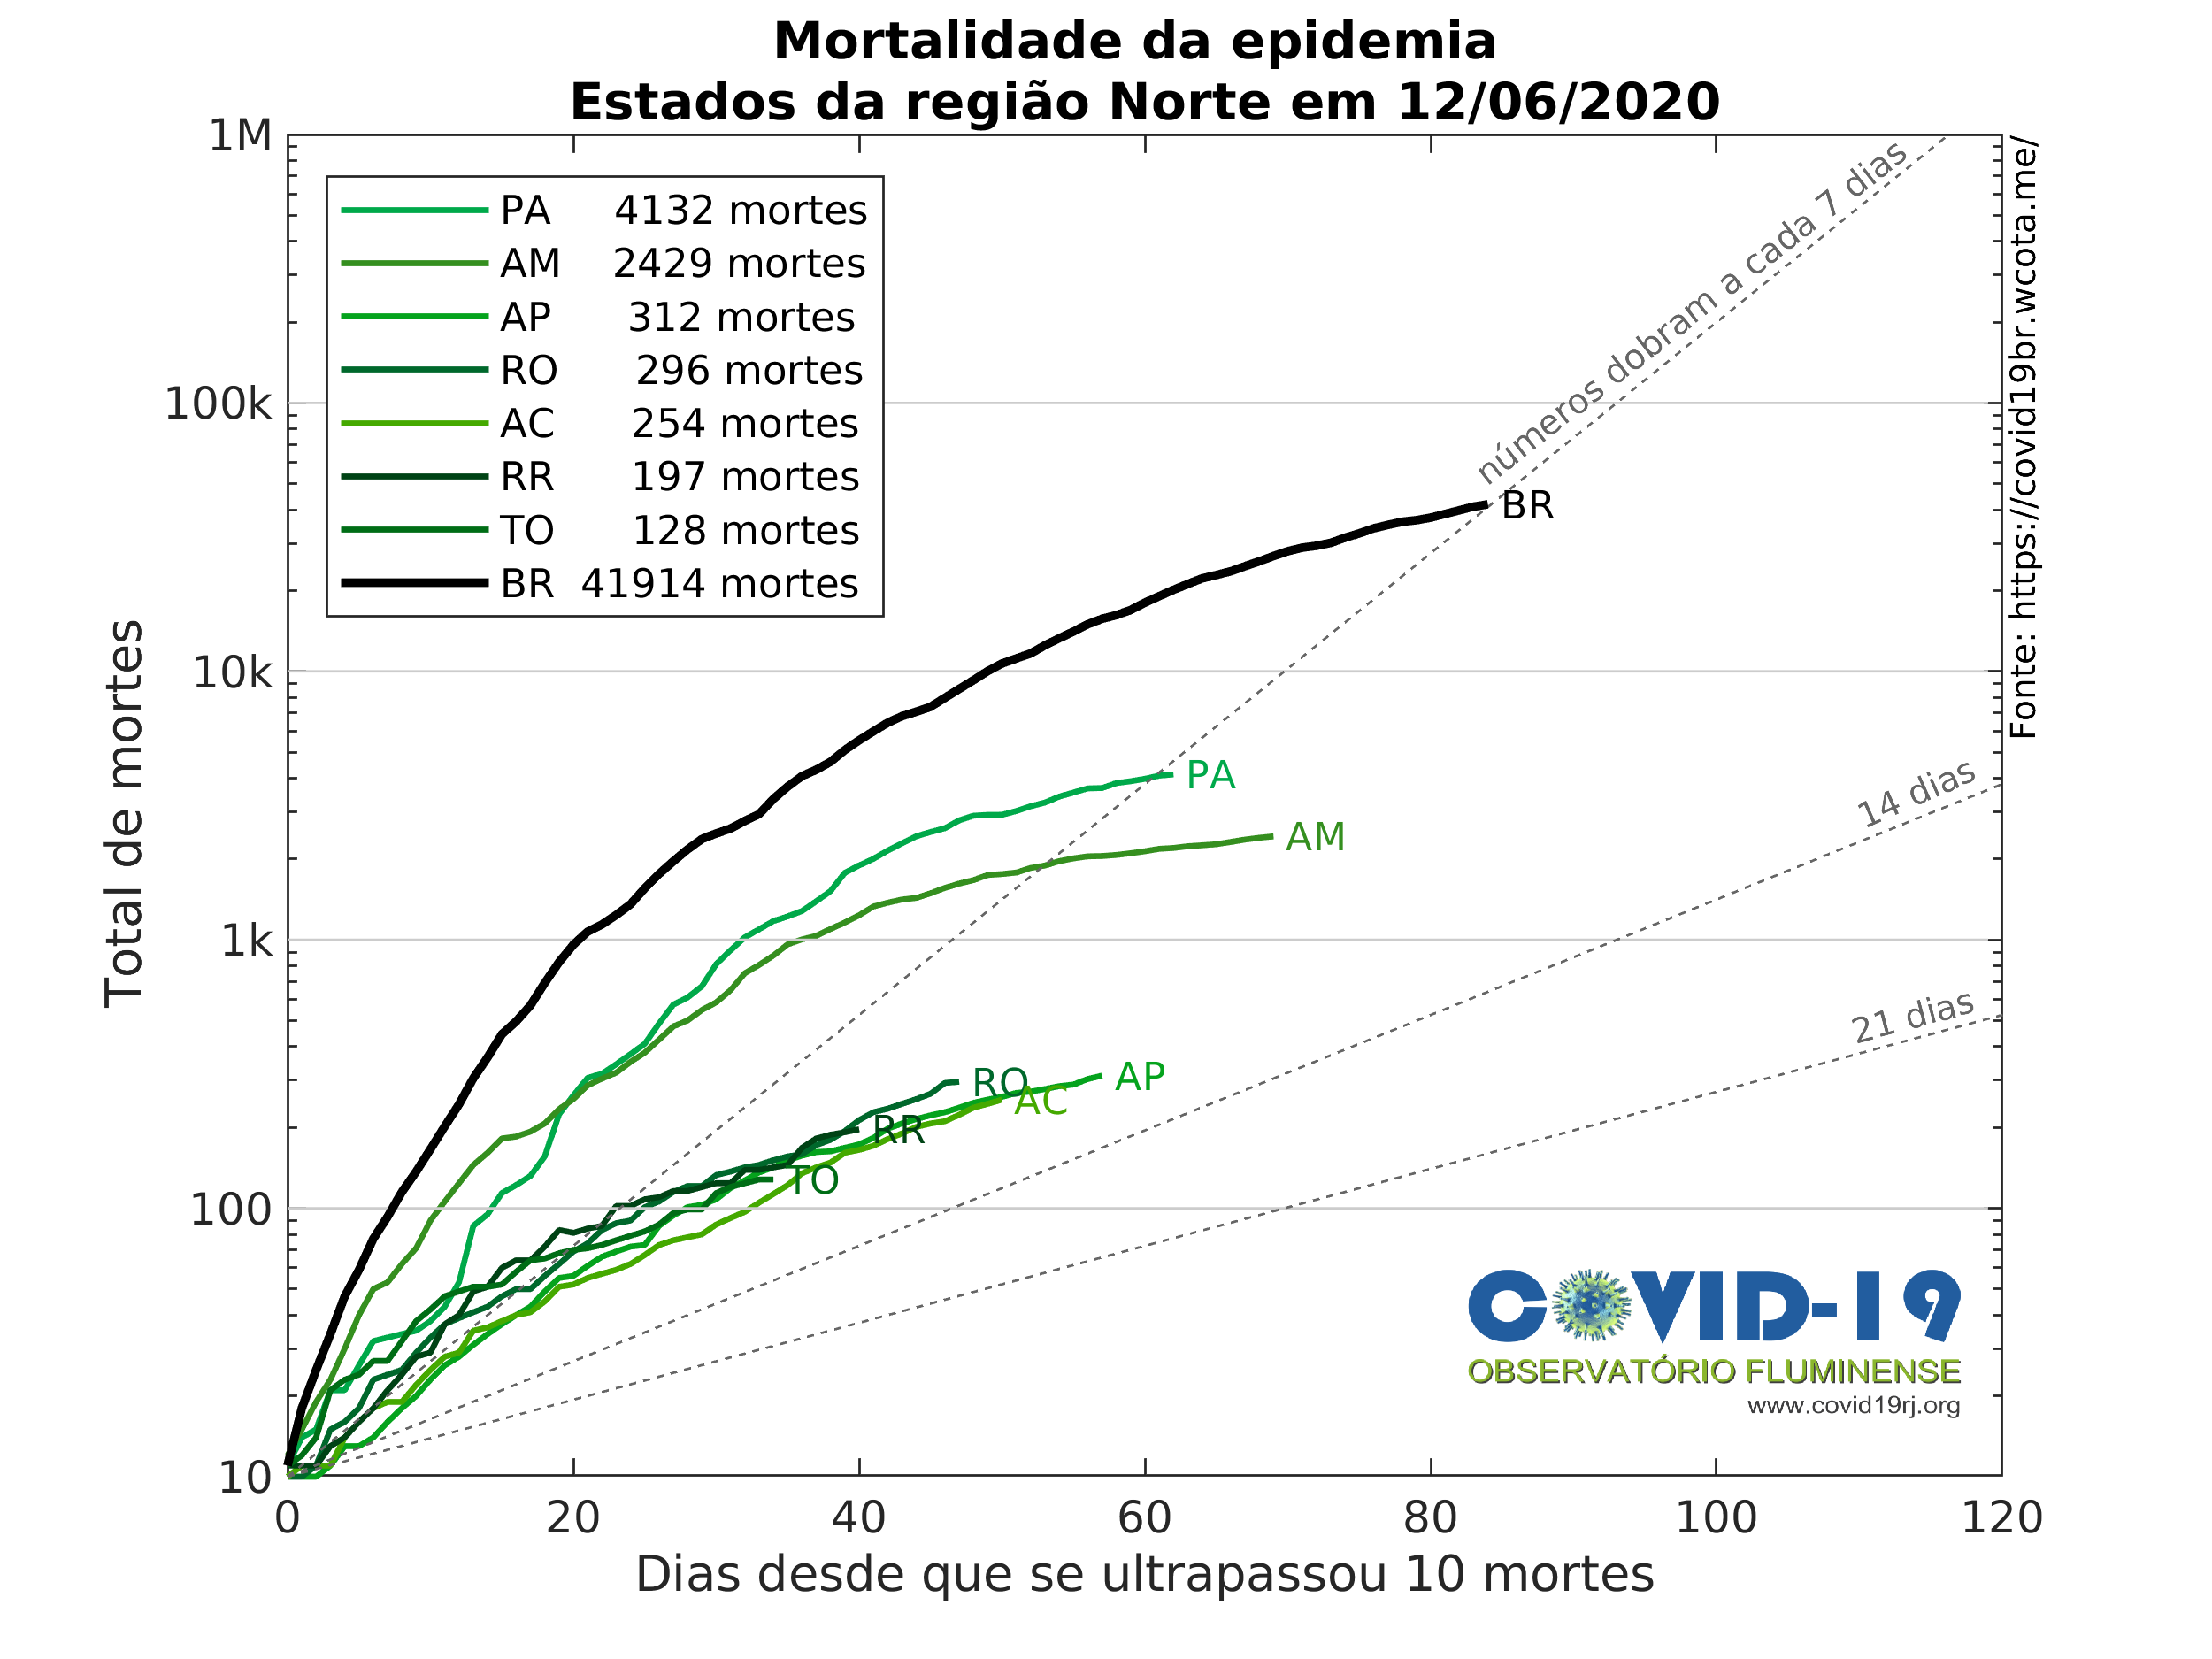 Mortalidade da epidemia
Estados da região Norte em 12/06/2020
1M
100k
10k
1k
100
10
Total de mortes
PA 4132 mortes
AM 2429 mortes
AP 312 mortes
RO 296 mortes
AC 254 mortes
RR 197 mortes
TO 128 mortes
BR 41914 mortes
números dobram a cada 7 dias
14 dias
21 dias
BR
PA
AM
RO
AP
AC
RR
TO
Fonte: https://covid19br.wcota.me/
COVID-19
OBSERVATÓRIO FLUMINENSE
www.covid19rj.org
0 20 40 60 80 100 120
Dias desde que se ultrapassou 10 mortes